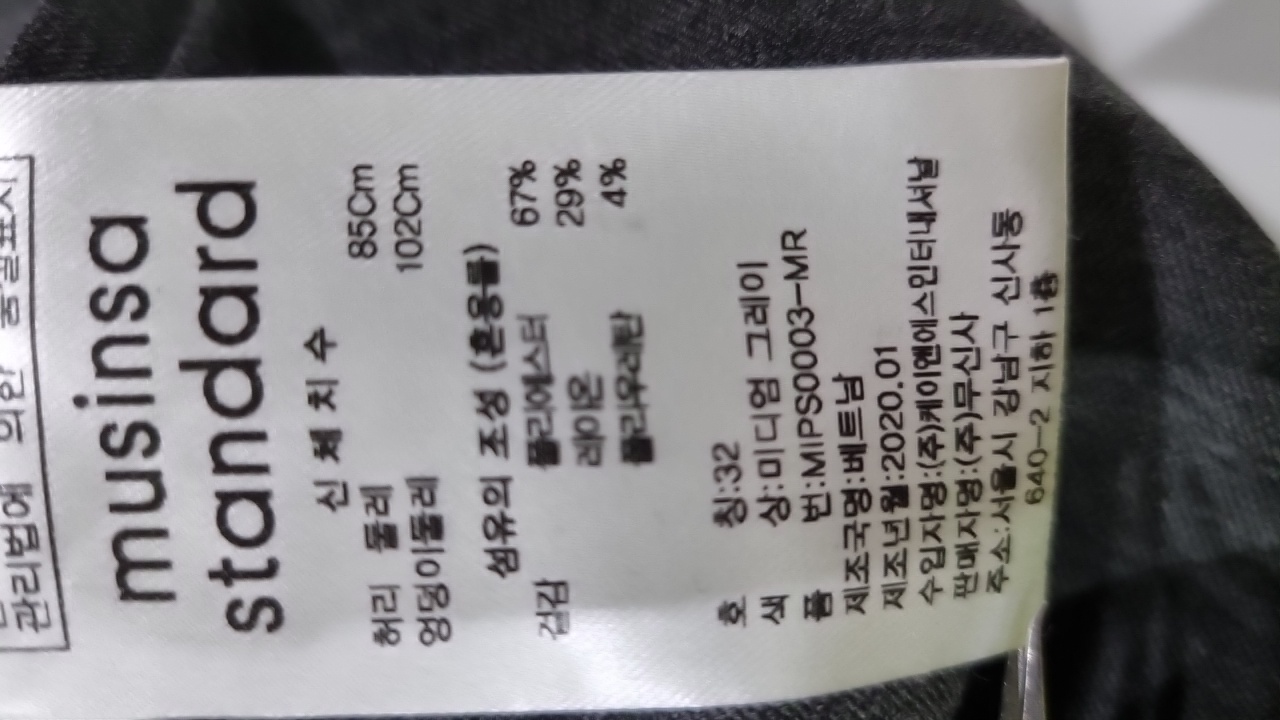 관리법에 의한 품질표시
musinsa
standard
신 체 치 수
허리 둘레 85Cm
엉덩이둘레 102Cm
섬유의 조성 (혼용률)
겉감 폴리에스터 67%
레이온 29%
폴리우레탄 4%
호 칭:32
색 상:미디엄 그레이
품 번:MIPS0003-MR
제조국명:베트남
제조년월:2020.01
수입자명:(주)케이앤에스인터내셔날
판매자명:(주)무신사
주소:서울시 강남구 신사동
640-2 지하 1층